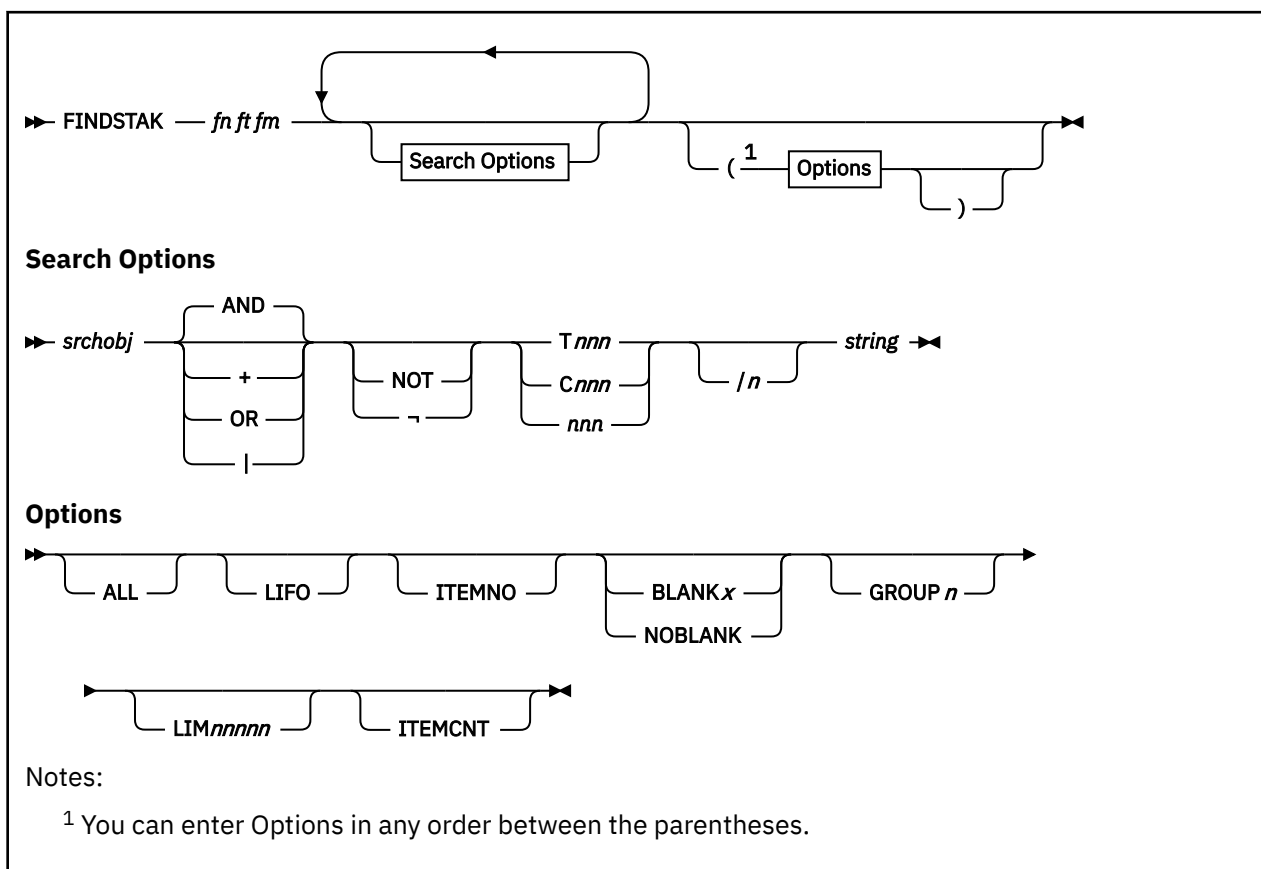 FINDSTAK fn ft fm
Search Options
( 1 Options
)
Search Options
AND
srchobj
+
OR
|
NOT
¬
Tnnn
Cnnn
nnn
/n
string
Options
ALL LIFO ITEMNO BLANKx GROUP n
NOBLANK
LIMnnnnn ITEMCNT
Notes:
1 You can enter Options in any order between the parentheses.